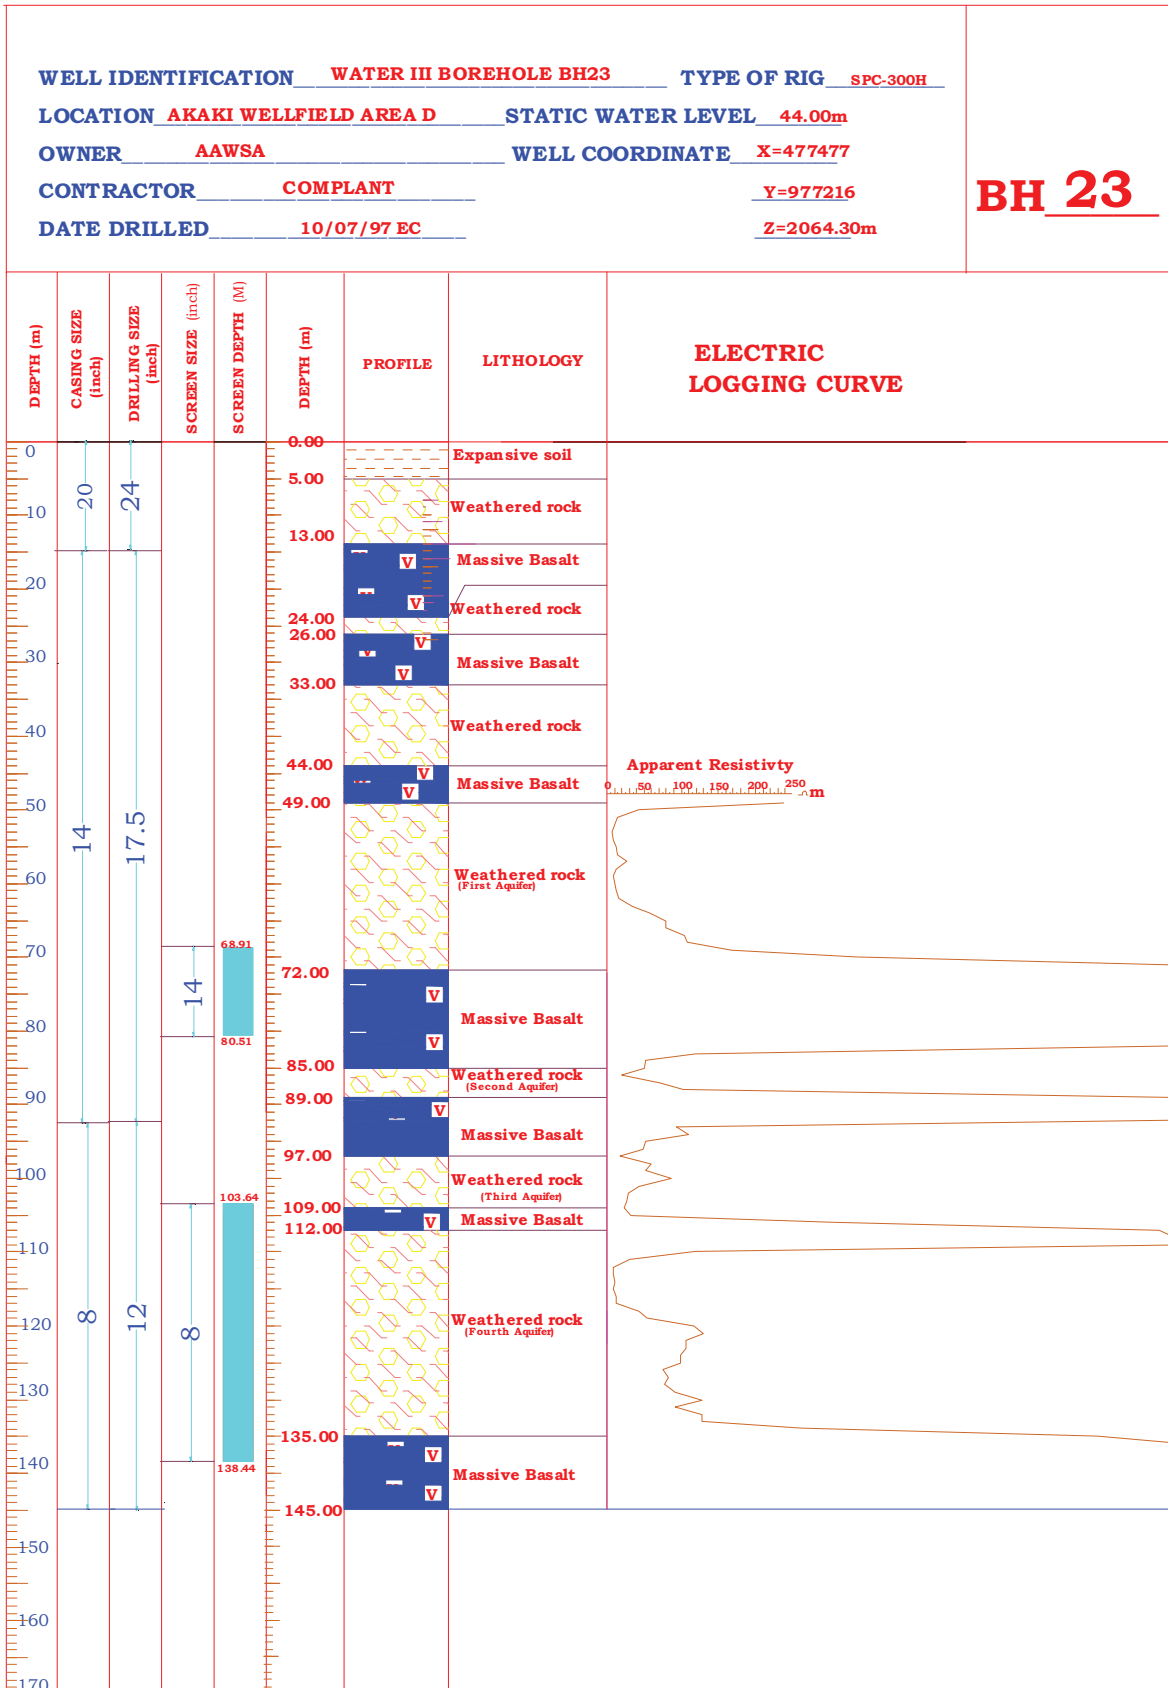 WELL IDENTIFICATION WATER III BOREHOLE BH23 TYPE OF RIG SPC-300H
LOCATION AKAKI WELLFIELD AREA D STATIC WATER LEVEL 44.00m
OWNER AAWSA WELL COORDINATE X=477477
CONTRACTOR COMPLANT Y=977216
DATE DRILLED 10/07/97 EC Z=2064.30m
BH 23
DEPTH (m)
CASING SIZE (inch)
DRILLING SIZE (inch)
SCREEN SIZE (inch)
SCREEN DEPTH (M)
DEPTH (m)
PROFILE
LITHOLOGY
ELECTRIC
LOGGING CURVE
0
10
20
30
40
50
60
70
80
90
100
110
120
130
140
150
160
170
20
14
8
24
17.5
12
14
8
68.91
80.51
103.64
138.44
0.00
5.00
13.00
24.00
26.00
33.00
44.00
49.00
72.00
85.00
89.00
97.00
109.00
112.00
135.00
145.00
V
V
V
V
V
V
V
V
V
V
V
V
V
Expansive soil
Weathered rock
Massive Basalt
Weathered rock
Massive Basalt
Weathered rock
Massive Basalt
Weathered rock
(First Aquifer)
Massive Basalt
Weathered rock
(Second Aquifer)
Massive Basalt
Weathered rock
(Third Aquifer)
Massive Basalt
Weathered rock
(Fourth Aquifer)
Massive Basalt
Apparent Resistivty
0 50 100 150 200 250 m